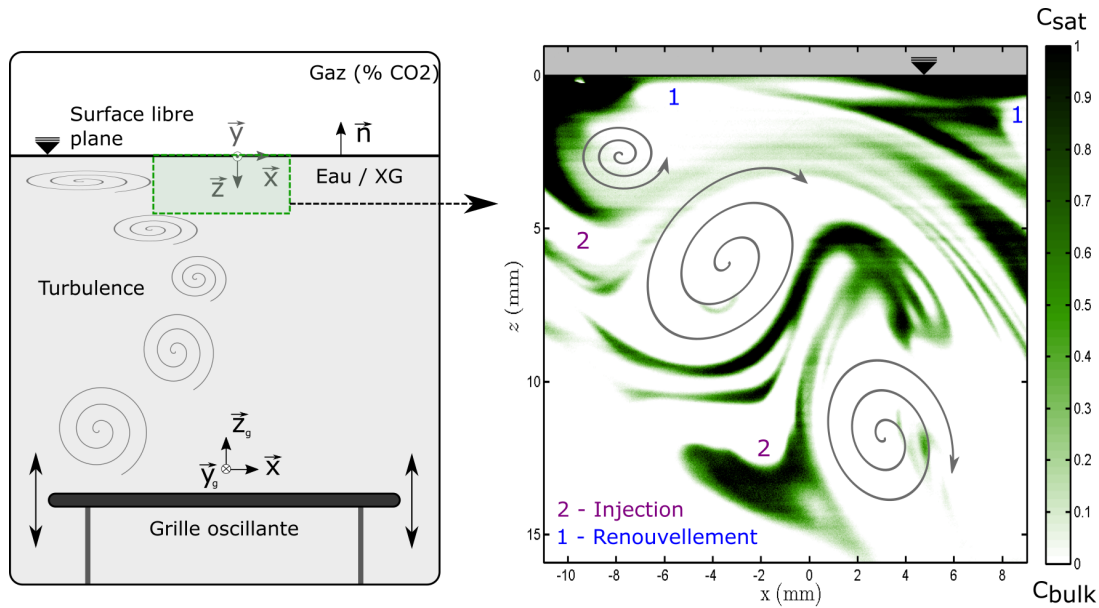 Gaz (% CO2)
Surface libre
plane
n
y
x
z
Eau / XG
Turbulence
z_g
y_g x
Grille oscillante
C_sat
C_bulk
0
5
10
15
z (mm)
-10 -8 -6 -4 -2 0 2 4 6 8
x (mm)
1
1
2
2
2 - Injection
1 - Renouvellement
1
0.9
0.8
0.7
0.6
0.5
0.4
0.3
0.2
0.1
0